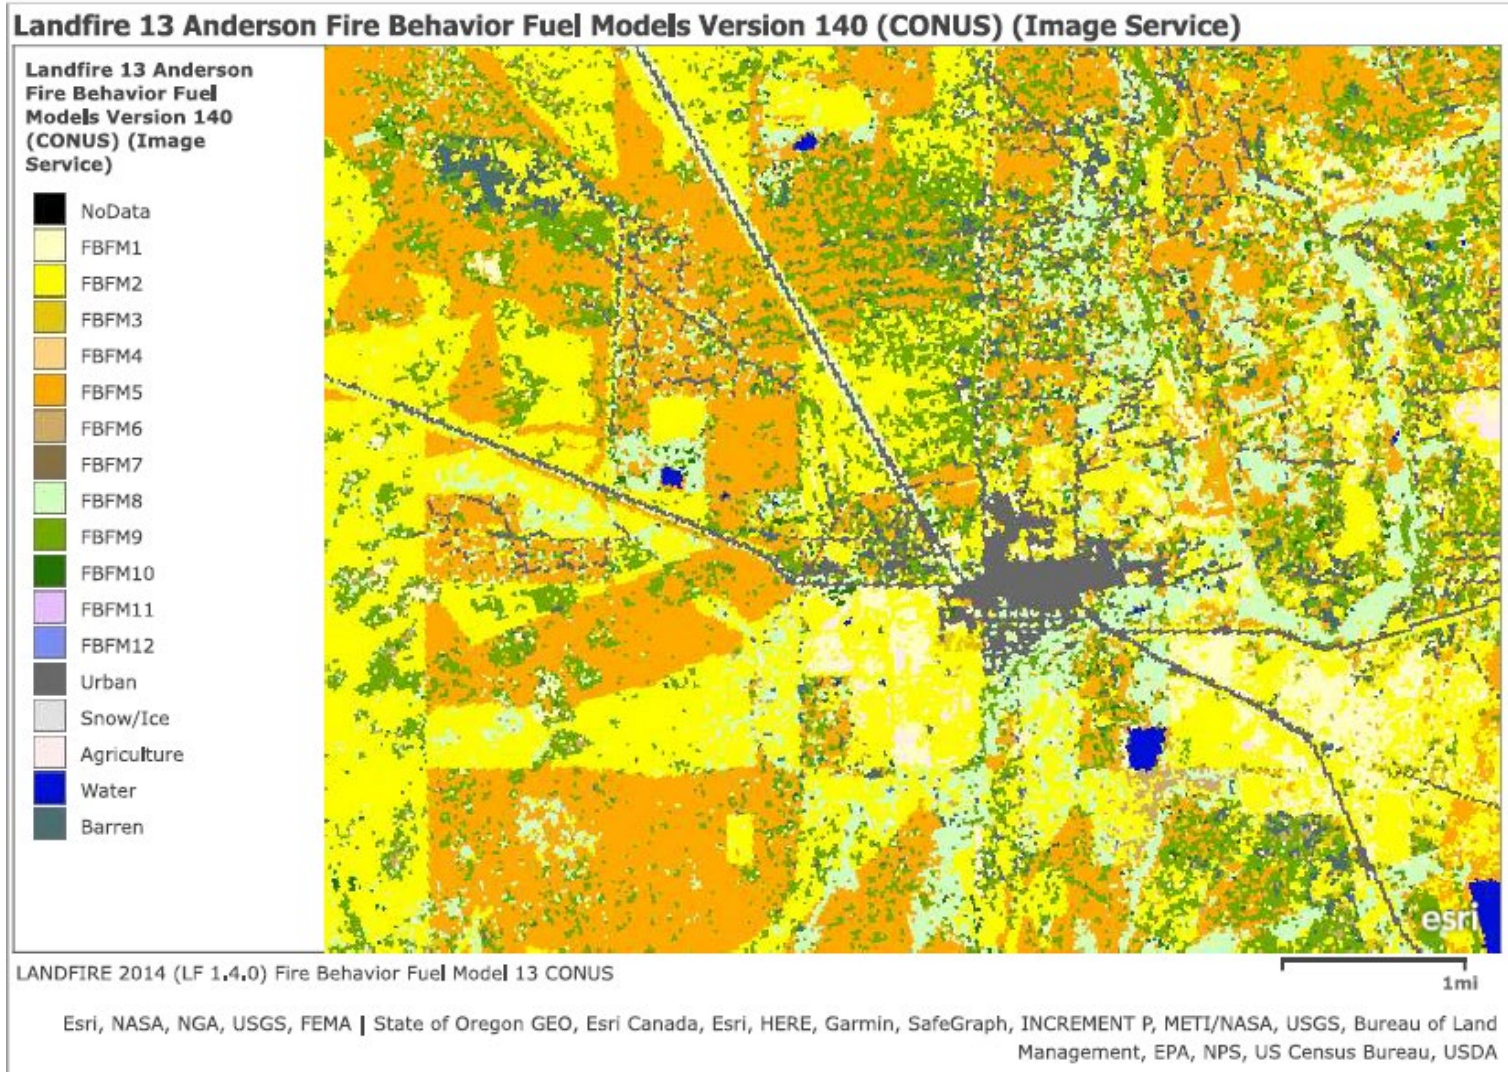 Landfire 13 Anderson Fire Behavior Fuel Models Version 140 (CONUS) (Image Service)
Landfire 13 Anderson
Fire Behavior Fuel
Models Version 140
(CONUS) (Image
Service)
NoData
FBFM1
FBFM2
FBFM3
FBFM4
FBFM5
FBFM6
FBFM7
FBFM8
FBFM9
FBFM10
FBFM11
FBFM12
Urban
Snow/Ice
Agriculture
Water
Barren
esri
LANDFIRE 2014 (LF 1.4.0) Fire Behavior Fuel Model 13 CONUS
1mi
Esri, NASA, NGA, USGS, FEMA | State of Oregon GEO, Esri Canada, Esri, HERE, Garmin, SafeGraph, INCREMENT P, METI/NASA, USGS, Bureau of Land
Management, EPA, NPS, US Census Bureau, USDA